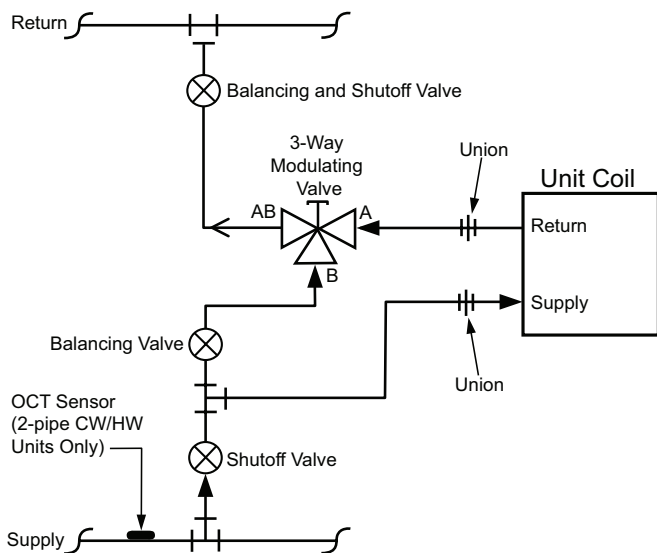 Return
Balancing and Shutoff Valve
3-Way
Modulating
Valve
Union
Unit Coil
AB
A
Return
B
Supply
Balancing Valve
Union
OCT Sensor
(2-pipe CW/HW
Units Only)
Shutoff Valve
Supply